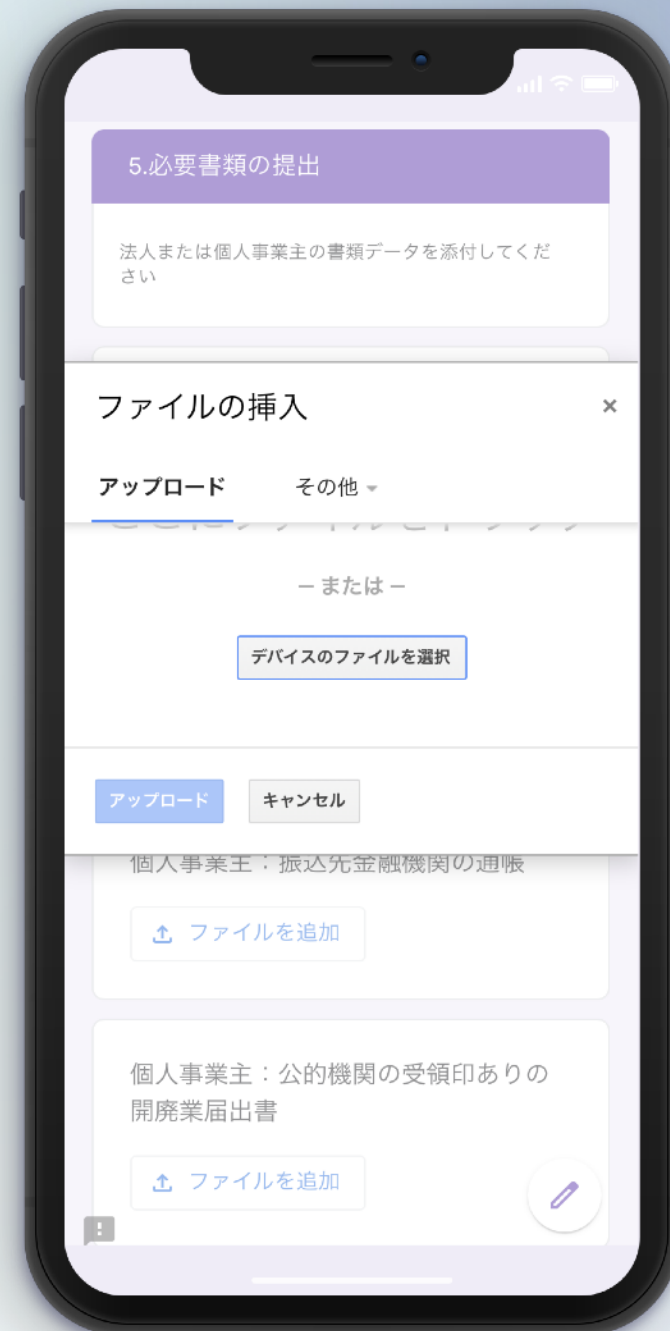 5.必要書類の提出
法人または個人事業主の書類データを添付してくだ
さい
ファイルの挿入
×
アップロード
その他
ー または ー
デバイスのファイルを選択
アップロード
キャンセル
個人事業主：振込先金融機関の通帳
ファイルを追加
個人事業主：公的機関の受領印ありの
開廃業届出書
ファイルを追加